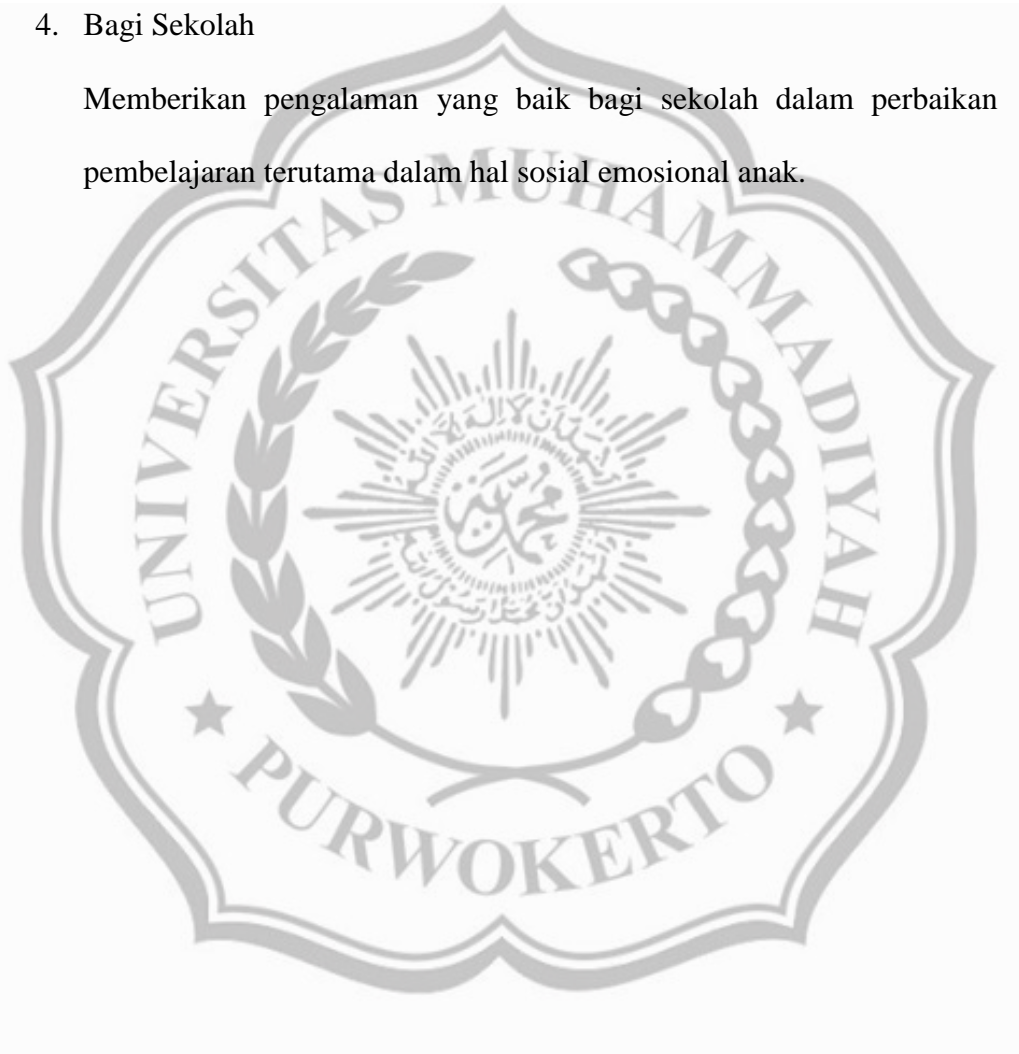 4. Bagi Sekolah
Memberikan pengalaman yang baik bagi sekolah dalam perbaikan
pembelajaran terutama dalam hal sosial emosional anak.
UNIVERSITAS MUHAMMADIYAH
PURWOKERTO